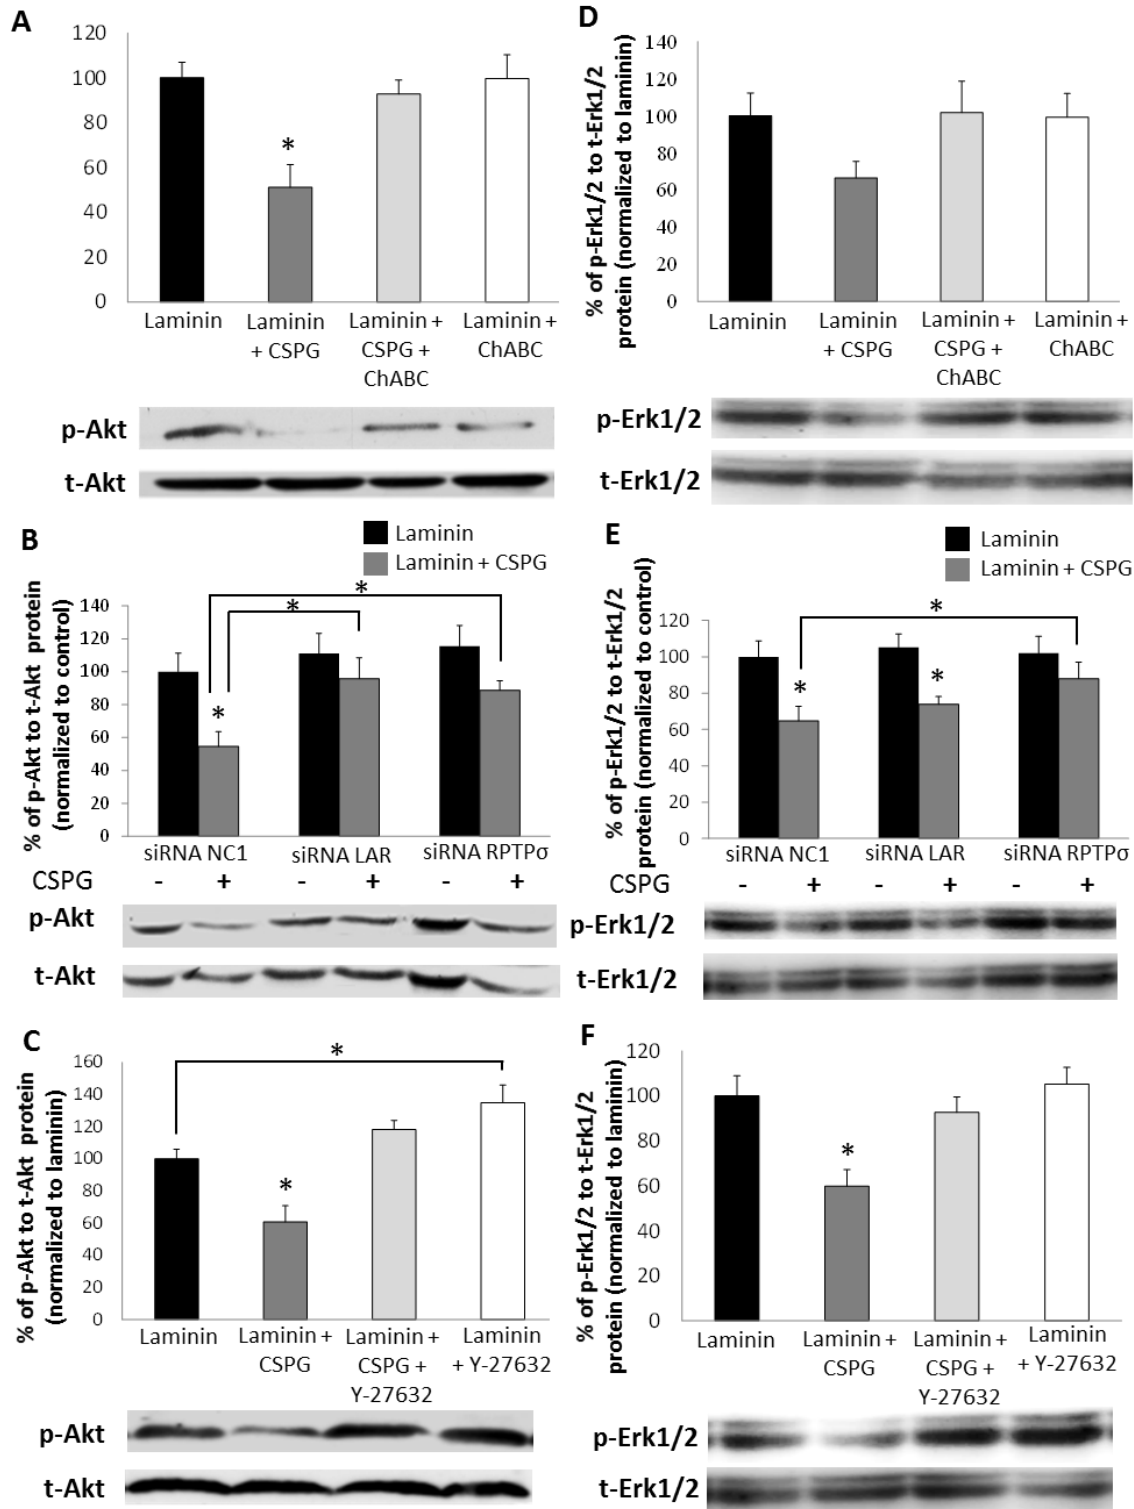 A
120
100
80
60
40
20
0
*
Laminin
Laminin
+ CSPG
Laminin +
CSPG +
ChABC
Laminin +
ChABC
p-Akt
t-Akt
D
% of p-Erk1/2 to t-Erk1/2
protein (normalized to laminin)
140
120
100
80
60
40
20
0
Laminin
Laminin
+ CSPG
Laminin +
CSPG +
ChABC
Laminin +
ChABC
p-Erk1/2
t-Erk1/2
B
Laminin
Laminin + CSPG
% of p-Akt to t-Akt protein
(normalized to control)
140
120
100
80
60
40
20
0
*
*
*
siRNA NC1
siRNA LAR
siRNA RPTPσ
CSPG - + - + - +
p-Akt
t-Akt
E
Laminin
Laminin + CSPG
% of p-Erk1/2 to t-Erk1/2
protein (normalized to control)
120
100
80
60
40
20
0
*
*
*
siRNA NC1
siRNA LAR
siRNA RPTPσ
CSPG - + - + - +
p-Erk1/2
t-Erk1/2
C
% of p-Akt to t-Akt protein
(normalized to laminin)
160
140
120
100
80
60
40
20
0
*
*
Laminin
Laminin +
CSPG
Laminin +
CSPG +
Y-27632
Laminin
+ Y-27632
p-Akt
t-Akt
F
% of p-Erk1/2 to t-Erk1/2
protein (normalized to laminin)
120
100
80
60
40
20
0
*
Laminin
Laminin +
CSPG
Laminin +
CSPG +
Y-27632
Laminin
+ Y-27632
p-Erk1/2
t-Erk1/2